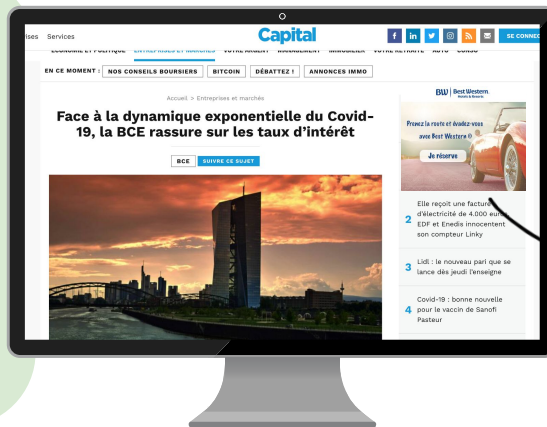 ises Services
Capital
f in SE CONNEC
ÉCONOMIE ET POLITIQUE ENTREPRISES ET MARCHÉS VOTRE ARGENT MANAGEMENT IMMOBILIER VOTRE RETRAITE AUTO CONSO
EN CE MOMENT : NOS CONSEILS BOURSIERS BITCOIN DÉBATTEZ ! ANNONCES IMMO
Accueil > Entreprises et marchés
Face à la dynamique exponentielle du Covid-
19, la BCE rassure sur les taux d'intérêt
BCE SUIVRE CE SUJET
BW Best Western
Hotels & Resorts
Prenez la route et évadez-vous
avec Best Western ®
Je réserve
Elle reçoit une facture
d'électricité de 4.000 euros,
2 EDF et Enedis innocentent
son compteur Linky
3 Lidl : le nouveau pari que se
lance dès jeudi l'enseigne
Covid-19 : bonne nouvelle
4 pour le vaccin de Sanofi
Pasteur